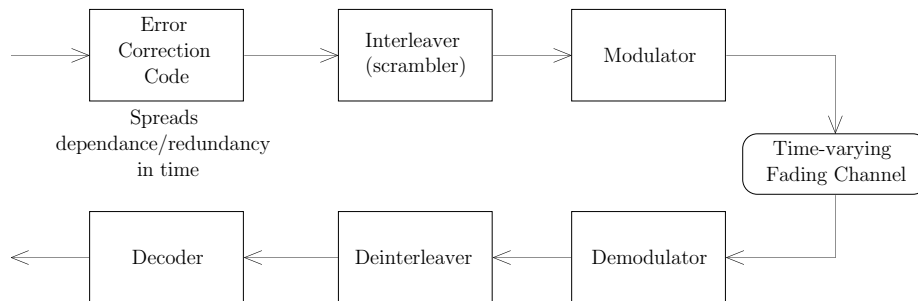 Error
Correction
Code
Interleaver
(scrambler)
Modulator
Spreads
dependance/redundancy
in time
Time-varying
Fading Channel
Decoder
Deinterleaver
Demodulator